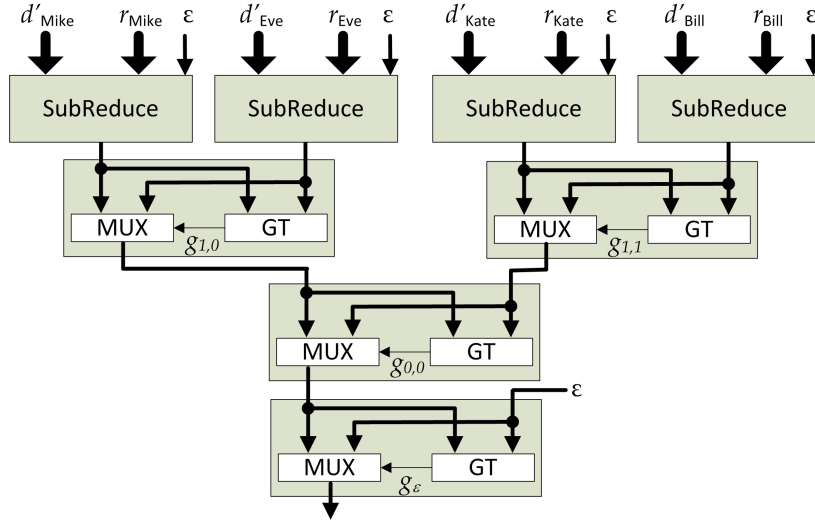 d′Mike rMike ε d′Eve rEve ε d′Kate rKate ε d′Bill rBill ε
SubReduce SubReduce SubReduce SubReduce
MUX GT MUX GT
g1,0 g1,1
MUX GT
g0,0
ε
MUX GT
gε